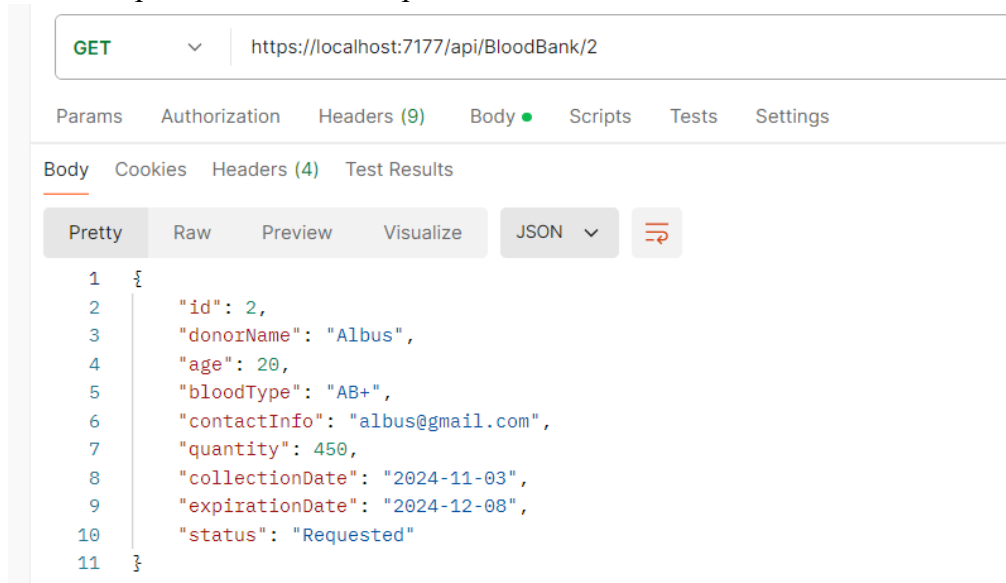 GET https://localhost:7177/api/BloodBank/2
Params Authorization Headers (9) Body Scripts Tests Settings
Body Cookies Headers (4) Test Results
Pretty Raw Preview Visualize JSON
1 {
2 "id": 2,
3 "donorName": "Albus",
4 "age": 20,
5 "bloodType": "AB+",
6 "contactInfo": "albus@gmail.com",
7 "quantity": 450,
8 "collectionDate": "2024-11-03",
9 "expirationDate": "2024-12-08",
10 "status": "Requested"
11 }